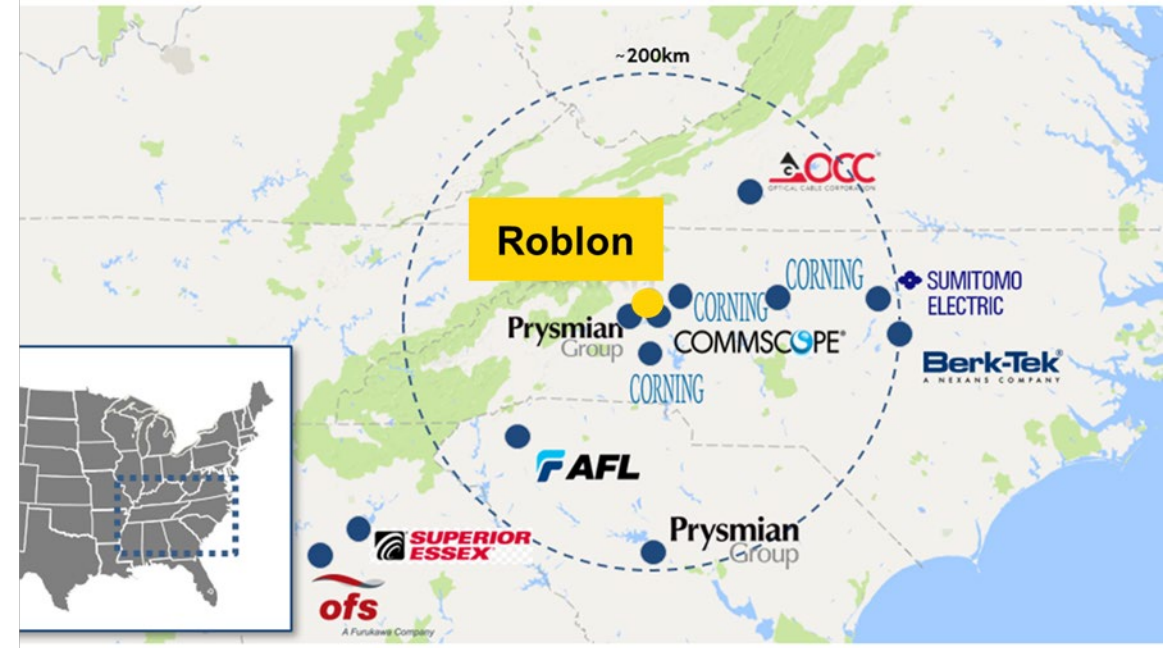 ~200km
OCC
OPTICAL CABLE CORPORATION
Roblon
CORNING
SUMITOMO
ELECTRIC
CORNING
Prysmian
Group
COMMSCOPE®
Berk-Tek®
A NEXANS COMPANY
CORNING
AFL
Prysmian
Group
SUPERIOR
ESSEX
ofs
A Furukawa Company